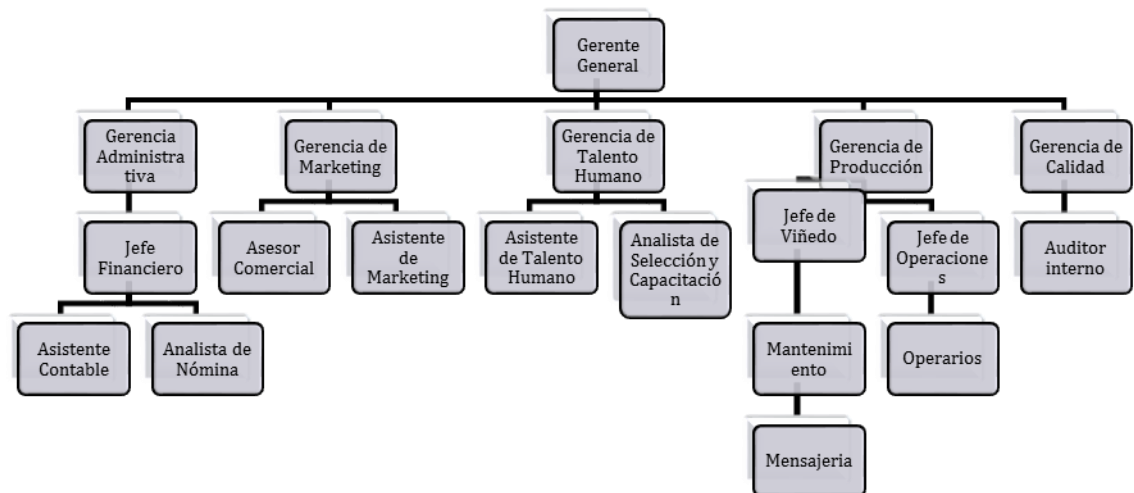 Gerente
General
Gerencia
Administra
tiva
Gerencia de
Marketing
Gerencia de
Talento
Humano
Gerencia de
Producción
Gerencia de
Calidad
Jefe
Financiero
Asesor
Comercial
Asistente
de
Marketing
Asistente
de Talento
Humano
Analista de
Selección y
Capacitació
n
Jefe de
Viñedo
Jefe de
Operacione
s
Auditor
interno
Asistente
Contable
Analista de
Nómina
Mantenimi
ento
Operarios
Mensajeria